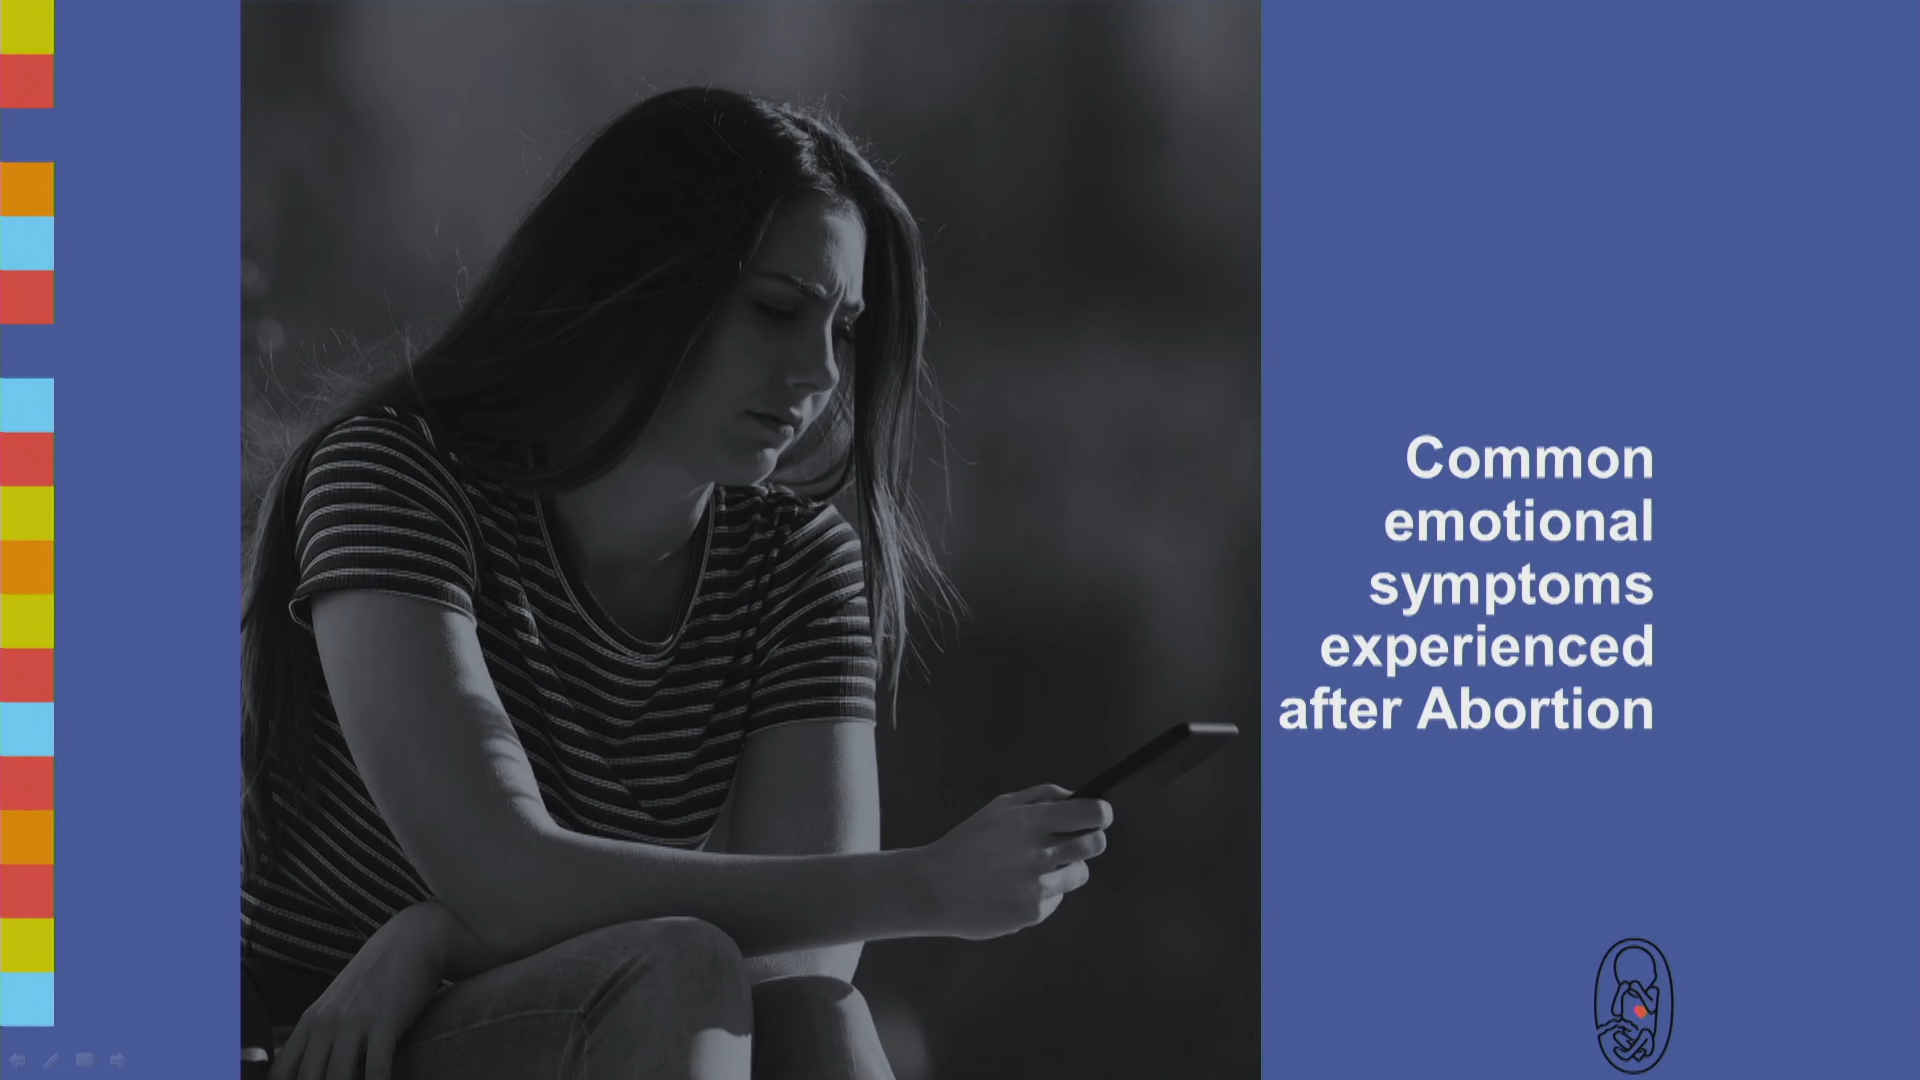 Common
emotional
symptoms
experienced
after Abortion